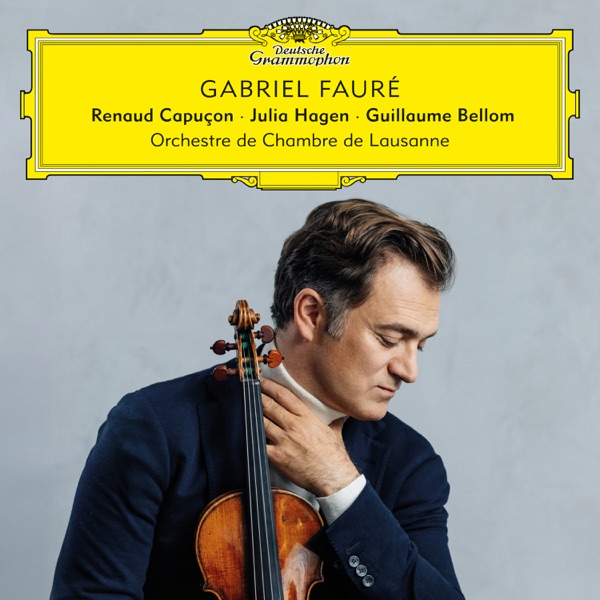 Deutsche
Grammophon
GABRIEL FAURÉ
Renaud Capuçon · Julia Hagen · Guillaume Bellom
Orchestre de Chambre de Lausanne